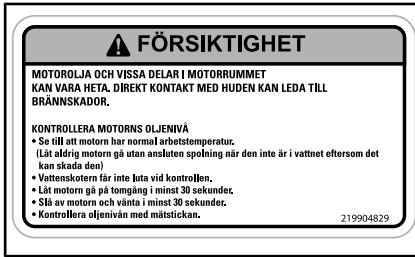 FÖRSIKTIGHET
MOTOROLJA OCH VISSA DELAR I MOTORRUMMET
KAN VARA HETA. DIREKT KONTAKT MED HUDEN KAN LEDA TILL
BRÄNNSKADOR.
KONTROLLERA MOTORNS OLJENIVÅ
• Se till att motorn har normal arbetstemperatur.
(Låt aldrig motorn gå utan ansluten spolning när den inte är i vattnet eftersom det
kan skada den)
• Vattenskotern får inte luta vid kontrollen.
• Låt motorn gå på tomgång i minst 30 sekunder.
• Slå av motorn och vänta i minst 30 sekunder.
• Kontrollera oljenivån med mätstickan.
219904829